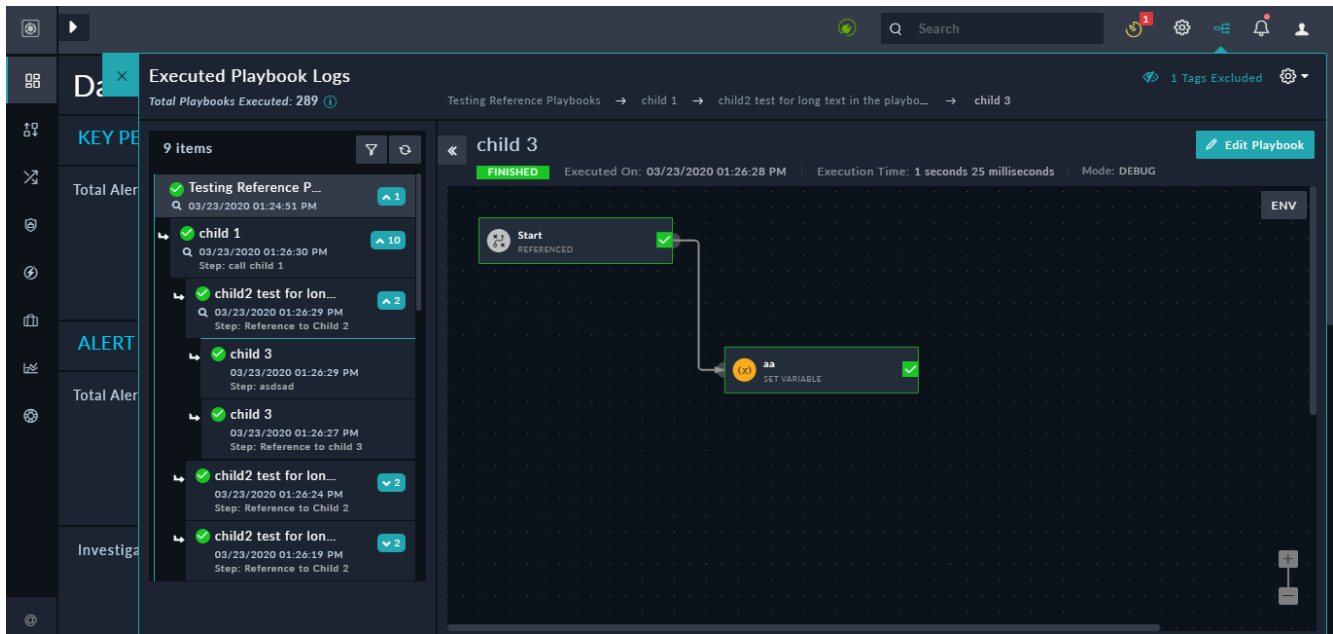 1
Search
Da
Executed Playbook Logs
Total Playbooks Executed: 289
1 Tags Excluded
Testing Reference Playbooks → child 1 → child2 test for long text in the playbo... → child 3
KEY PE
Total Aler
ALERT
Total Aler
Investiga
@
9 items
Testing Reference P...
1
03/23/2020 01:24:51 PM
child 1
10
03/23/2020 01:26:30 PM
Step: call child 1
child2 test for lon...
2
03/23/2020 01:26:29 PM
Step: Reference to Child 2
child 3
03/23/2020 01:26:29 PM
Step: asdsad
child 3
03/23/2020 01:26:27 PM
Step: Reference to child 3
child2 test for lon...
2
03/23/2020 01:26:24 PM
Step: Reference to Child 2
child2 test for lon...
2
03/23/2020 01:26:19 PM
Step: Reference to Child 2
child 3
Edit Playbook
FINISHED Executed On: 03/23/2020 01:26:28 PM Execution Time: 1 seconds 25 milliseconds Mode: DEBUG
ENV
Start
REFERENCED
(x) aa
SET VARIABLE